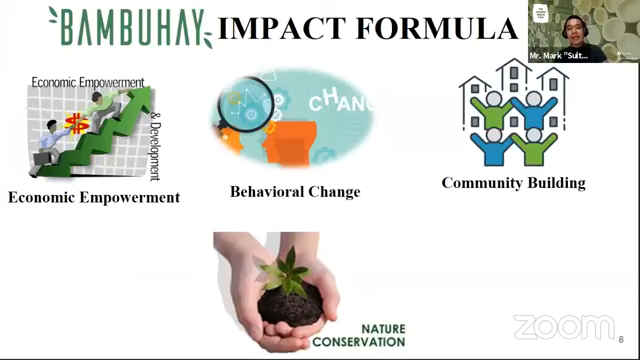 BAMBUHAY IMPACT FORMULA
Mr. Mark "Sult...
Economic Empowerment
& Development
CHANG
Economic Empowerment
Behavioral Change
Community Building
NATURE
CONSERVATION
zoom
8